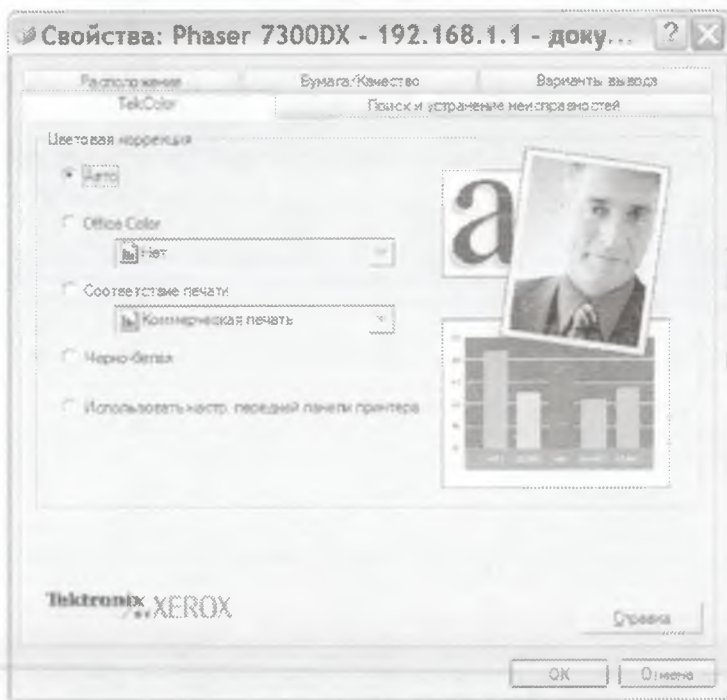 Свойства: Phaser 7300DX - 192.168.1.1 - доку...
Расположение Бумага/Качество Варианты вывода
TekColor Поиск и устранение неисправностей
Цветовая коррекция
Авто
Office Color
Нет
Соответствие печати
Коммерческая печать
Черно-белая
Использовать настр. передней панели принтера
a
Tektronix
BY XEROX
Справка
OK Отмена